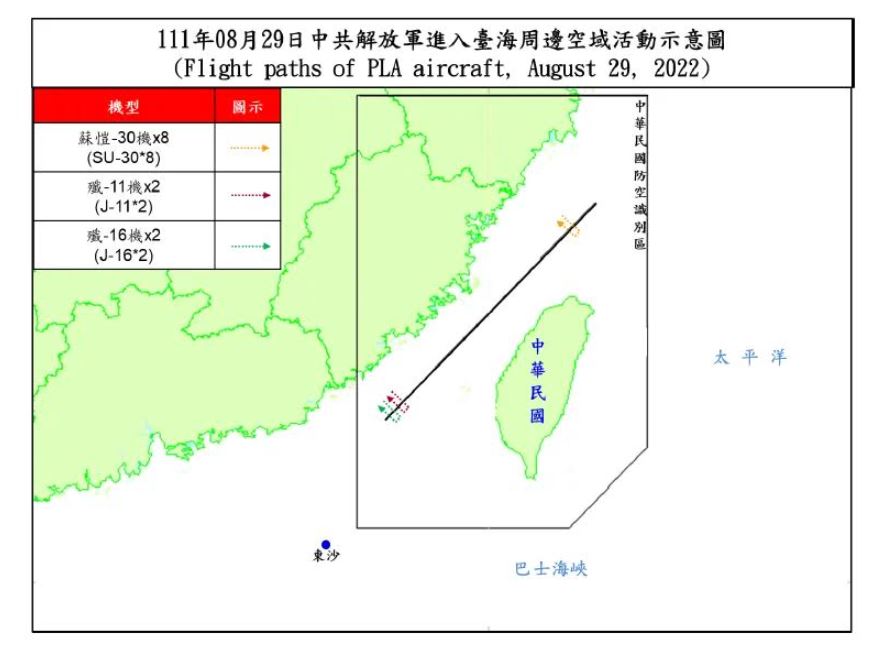 111年08月29日中共解放軍進入臺海周邊空域活動示意圖
(Flight paths of PLA aircraft, August 29, 2022)
機型 圖示
蘇愷-30機x8
(SU-30*8)
殲-11機x2
(J-11*2)
殲-16機x2
(J-16*2)
中華民國防空識別區
中華民國
太平洋
東沙
巴士海峽